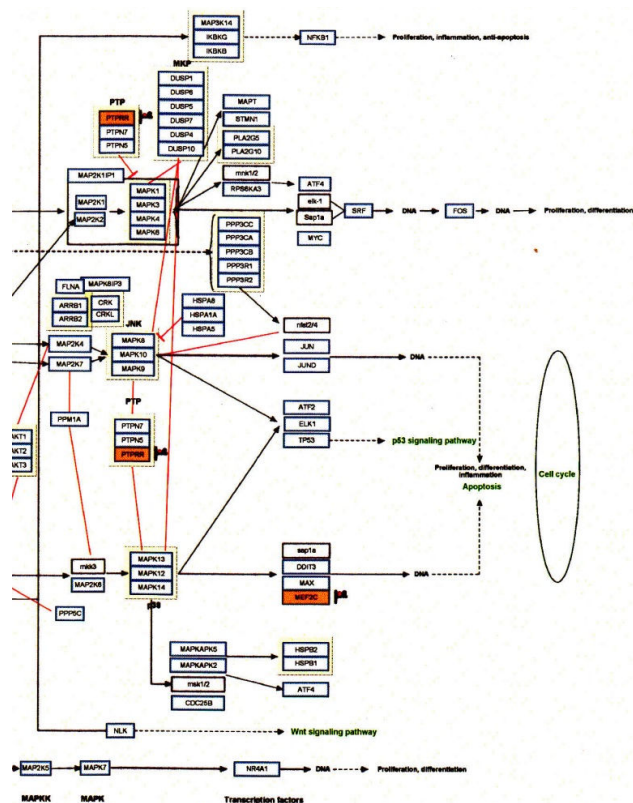 MAP3K14
IKBKG
IKBKB
NFKB1
Proliferation, inflammation, anti-apoptosis
MKP
DUSP1
DUSP6
DUSP5
DUSP7
DUSP4
DUSP10
PTP
PTPRR
PTPN7
PTPN5
MAPT
STMN1
PLA2G5
PLA2G10
mnk1/2
RPS6KA3
ATF4
MAP2K1IP1
MAP2K1
MAP2K2
MAPK1
MAPK3
MAPK4
MAPK6
elk-1
Sap1a
MYC
SRF
DNA
FOS
DNA
Proliferation, differentiation
PPP3CC
PPP3CA
PPP3CB
PPP3R1
PPP3R2
FLNA
MAPK8IP3
ARRB1
ARRB2
CRK
CRKL
HSPA8
HSPA1A
HSPA5
nfat2/4
JUN
JUND
DNA
JNK
MAP2K4
MAP2K7
MAPK8
MAPK10
MAPK9
PTP
PTPN7
PTPN5
PTPRR
PPM1A
AKT1
AKT2
AKT3
ATF2
ELK1
TP53
p53 signaling pathway
Proliferation, differentiation,
inflammation
Apoptosis
Cell cycle
mkk3
MAP2K6
PPP5C
MAPK13
MAPK12
MAPK14
p38
sap1a
DDIT3
MAX
MEF2C
DNA
MAPKAPK5
MAPKAPK2
msk1/2
CDC25B
HSPB2
HSPB1
ATF4
NLK
Wnt signaling pathway
MAP2K5
MAPK7
NR4A1
DNA
Proliferation, differentiation
MAPKK
MAPK
Transcription factors